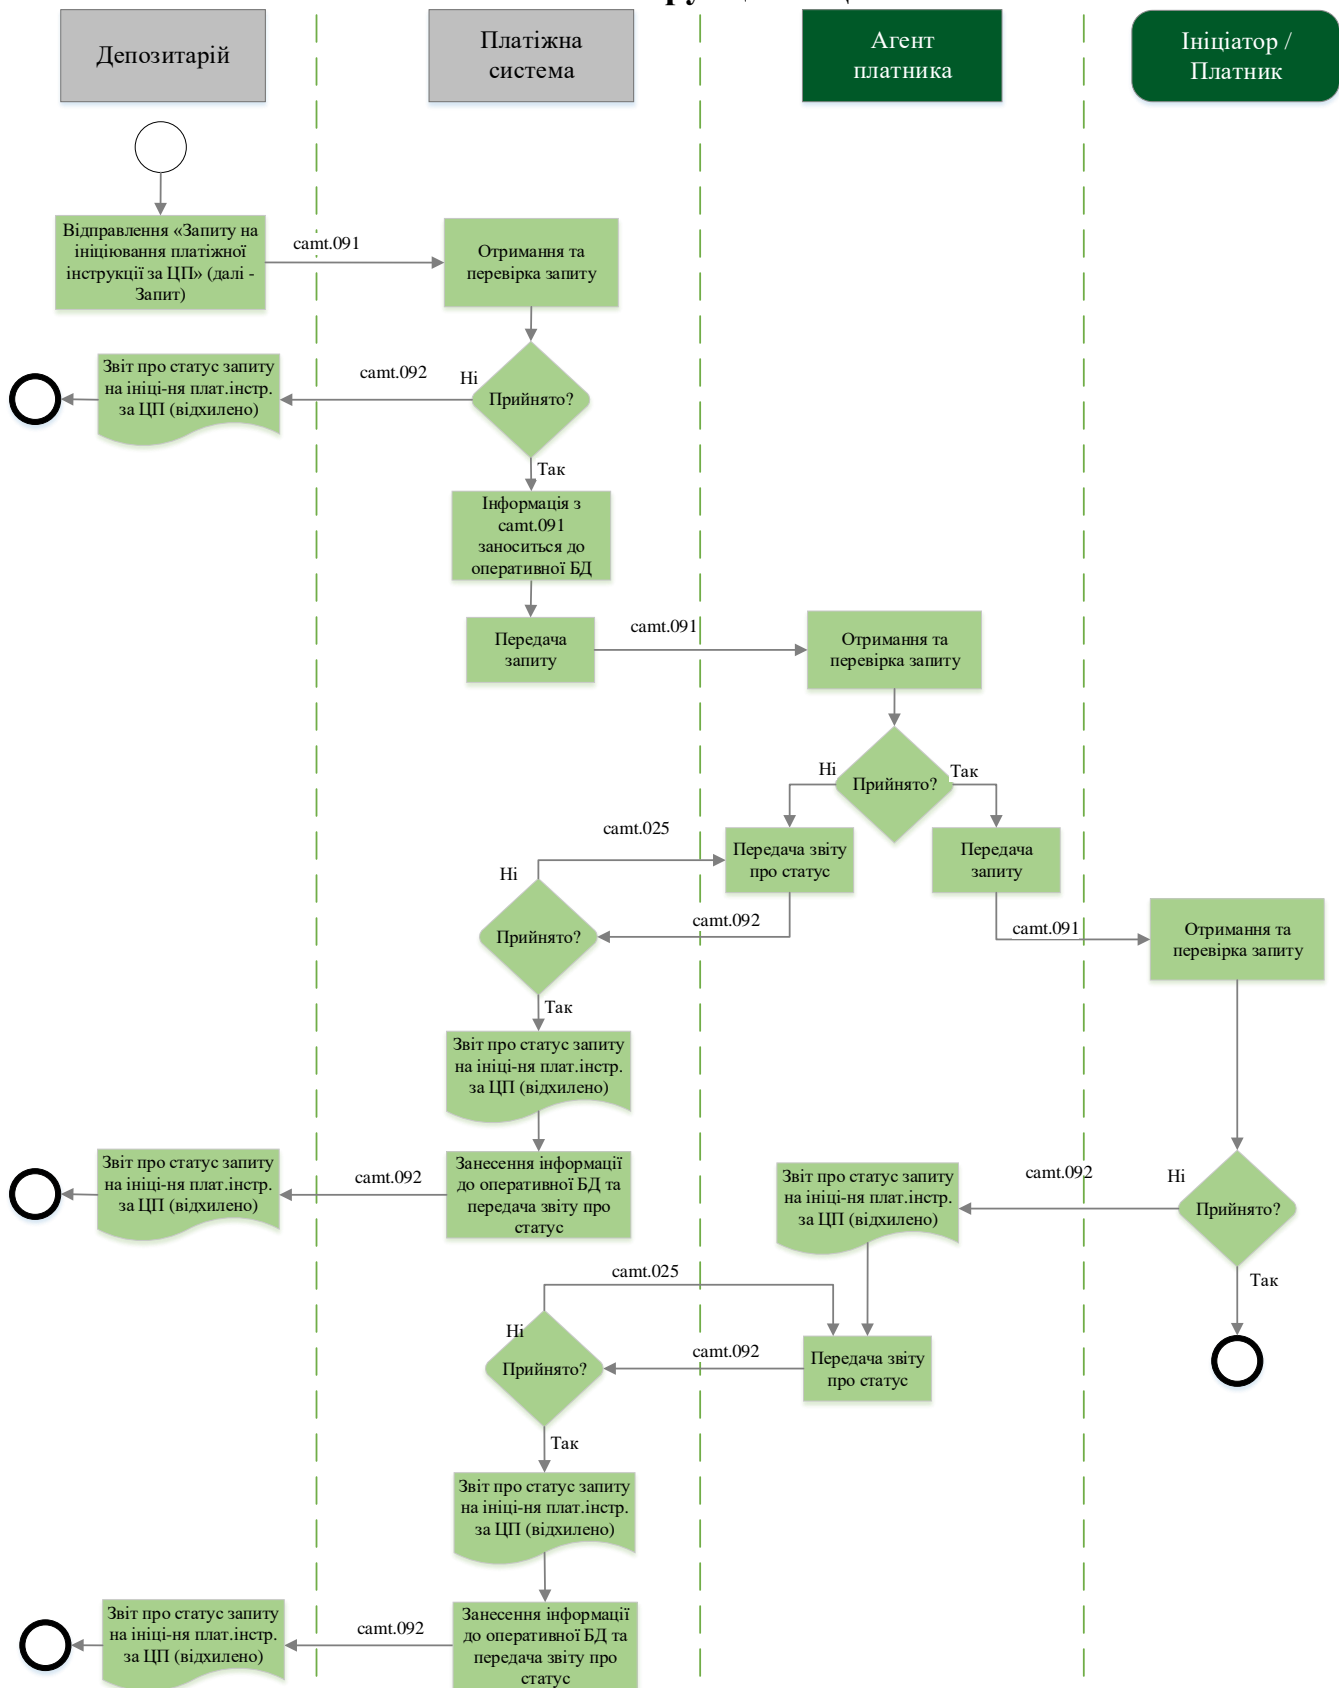 Депозитарій
Платіжна
система
Агент
платника
Ініціатор /
Платник
Відправлення «Запиту на
ініціювання платіжної
інструкції за ЦП» (далі -
Запит)
camt.091
Отримання та
перевірка запиту
Звіт про статус запиту
на ініці-ня плат.інстр.
за ЦП (відхилено)
camt.092
Ні
Прийнято?
Так
Інформація з
camt.091
заноситься до
оперативної БД
Передача
запиту
camt.091
Отримання та
перевірка запиту
Ні
Прийнято?
Так
camt.025
Передача звіту
про статус
Передача
запиту
Ні
Прийнято?
camt.092
camt.091
Отримання та
перевірка запиту
Так
Звіт про статус запиту
на ініці-ня плат.інстр.
за ЦП (відхилено)
Звіт про статус запиту
на ініці-ня плат.інстр.
за ЦП (відхилено)
camt.092
Занесення інформації
до оперативної БД та
передача звіту про
статус
Звіт про статус запиту
на ініці-ня плат.інстр.
за ЦП (відхилено)
camt.092
Ні
Прийнято?
Так
camt.025
Ні
Прийнято?
camt.092
Передача звіту
про статус
Так
Звіт про статус запиту
на ініці-ня плат.інстр.
за ЦП (відхилено)
Звіт про статус запиту
на ініці-ня плат.інстр.
за ЦП (відхилено)
camt.092
Занесення інформації
до оперативної БД та
передача звіту про
статус